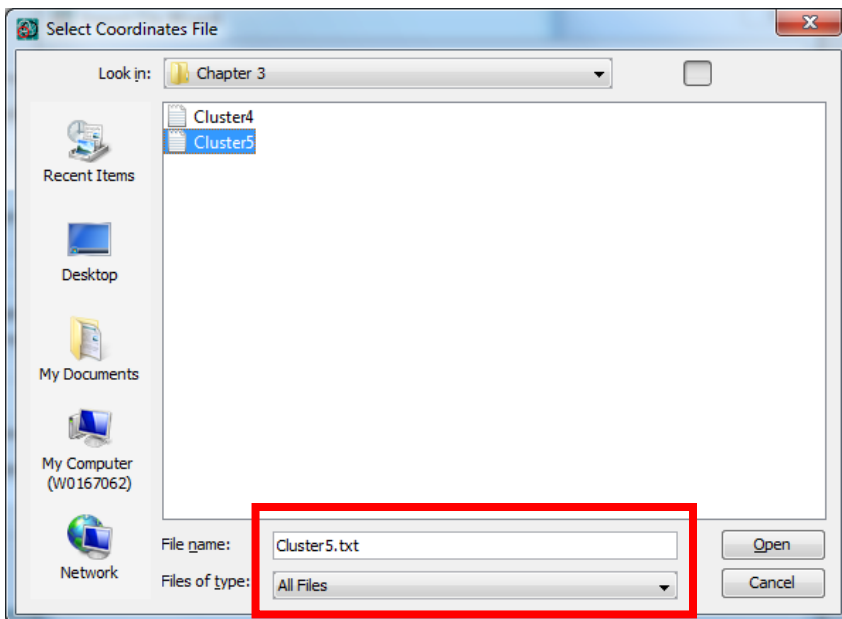 Select Coordinates File
Look in:
Chapter 3
Cluster4
Cluster5
Recent Items
Desktop
My Documents
My Computer
(W0167062)
Network
File name:
Cluster5.txt
Open
Files of type:
All Files
Cancel